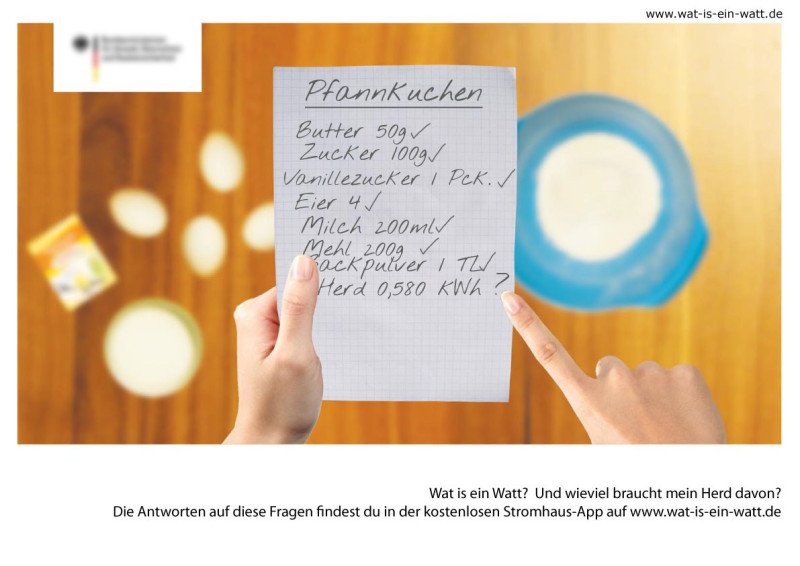 www.wat-is-ein-watt.de
Pfannkuchen
Butter 50g✓
Zucker 100g✓
Vanillezucker 1 Pck.✓
Eier 4✓
Milch 200ml✓
Mehl 200g ✓
Backpulver 1 TL✓
Herd 0,580 KWh ?
Wat is ein Watt? Und wieviel braucht mein Herd davon?
Die Antworten auf diese Fragen findest du in der kostenlosen Stromhaus-App auf www.wat-is-ein-watt.de